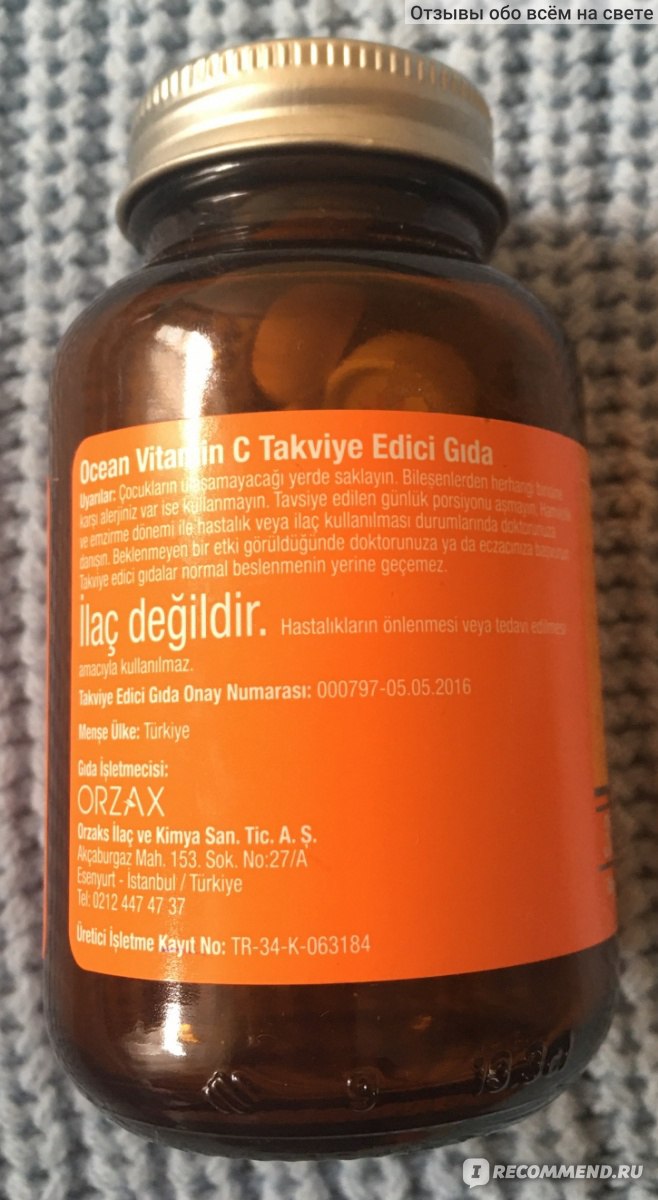 Отзывы обо всём на свете
Ocean Vitamin C Takviye Edici Gıda
Uyarılar: Çocukların ulaşamayacağı yerde saklayın. Bileşenlerden herhangi birisine
karşı alerjiniz var ise kullanmayın. Tavsiye edilen günlük porsiyonu aşmayın. Hamilelik
ve emzirme dönemi ile hastalık veya ilaç kullanılması durumlarında doktorunuza
danışın. Beklenmeyen bir etki görüldüğünde doktorunuza ya da eczacınıza başvurun.
Takviye edici gıdalar normal beslenmenin yerine geçemez.
İlaç değildir. Hastalıkların önlenmesi veya tedavi edilmesi
amacıyla kullanılmaz.
Takviye Edici Gıda Onay Numarası: 000797-05.05.2016
Menşe Ülke: Türkiye
Gıda İşletmecisi:
ORZAX
Orzaks İlaç ve Kimya San. Tic. A. Ş.
Akçaburgaz Mah. 153. Sok. No:27/A
Esenyurt - İstanbul / Türkiye
Tel: 0212 447 47 37
Üretici İşletme Kayıt No: TR-34-K-063184
IRECOMMEND.RU